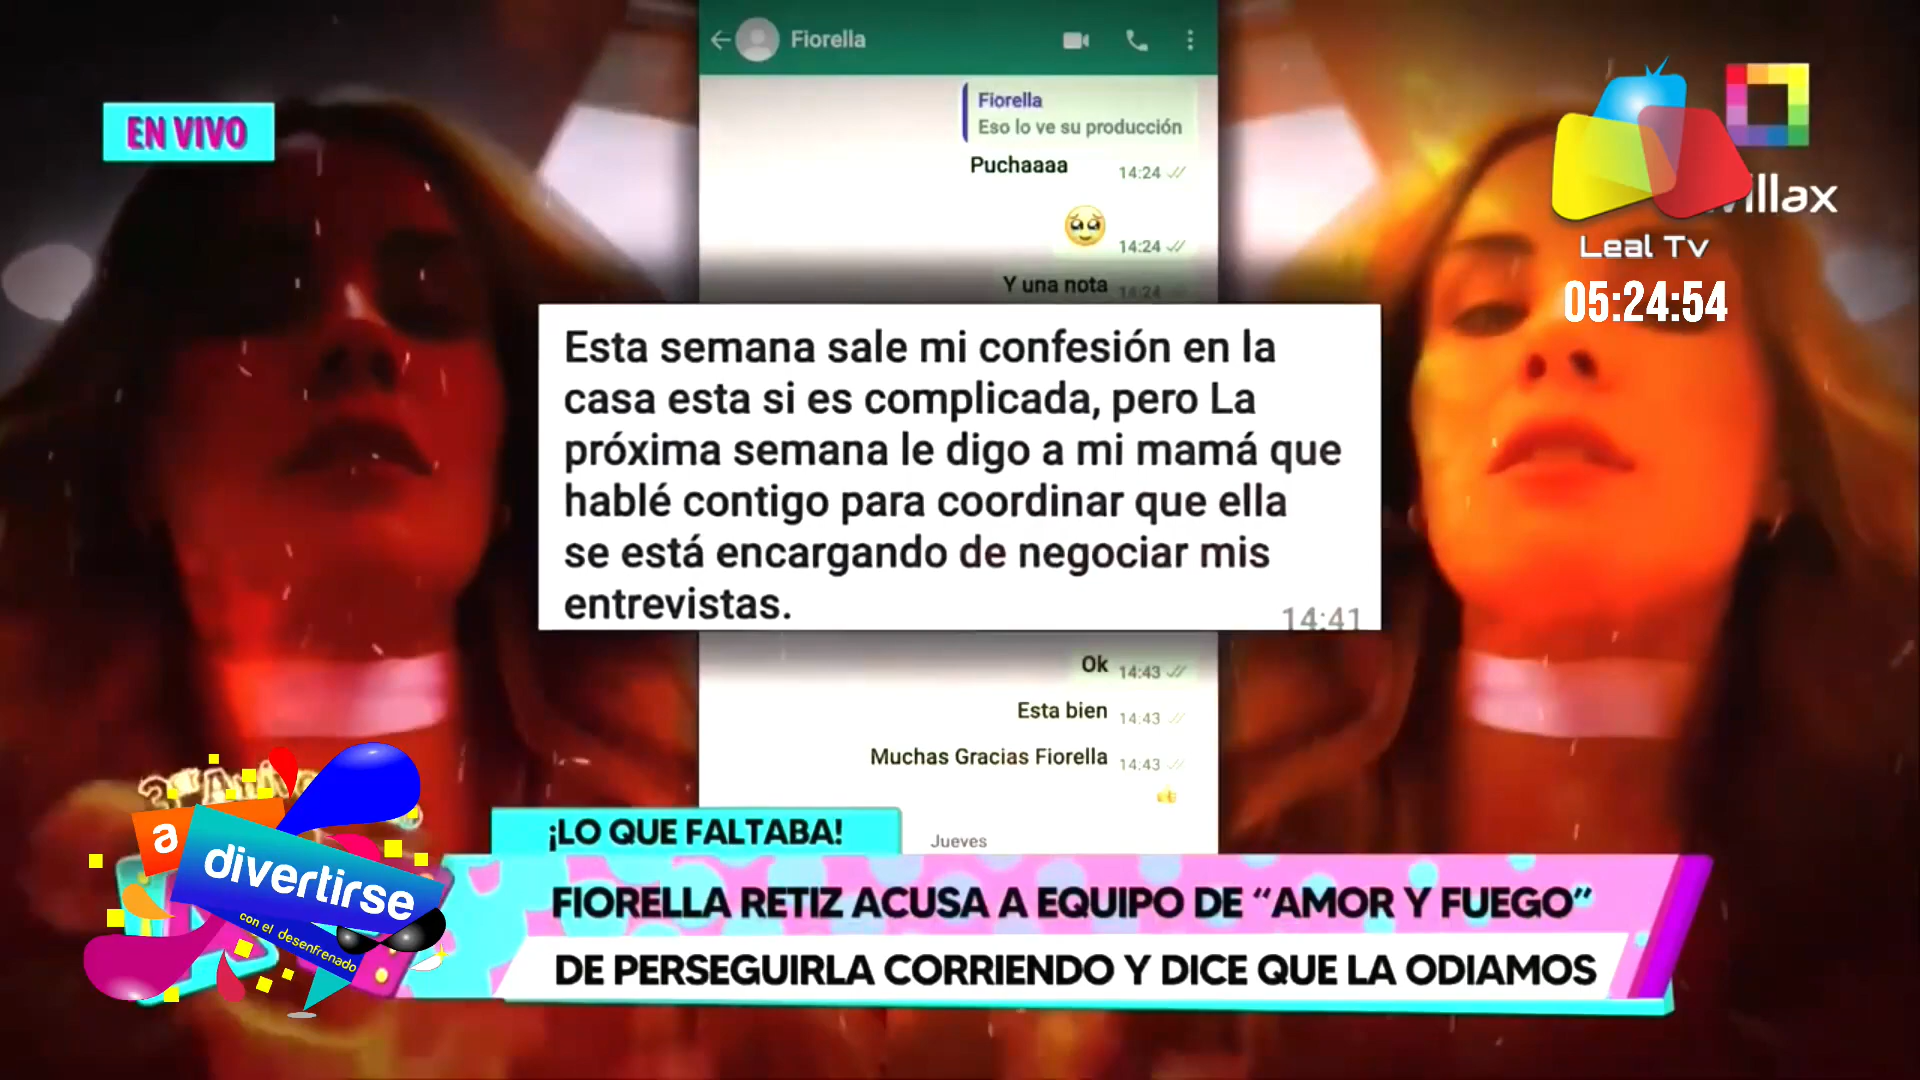 Fiorella
EN VIVO
Fiorella
Eso lo ve su producción
Puchaaaa 14:24
14:24
Y una nota 14:24
illax
Leal Tv
05:24:54
Esta semana sale mi confesión en la
casa esta si es complicada, pero La
próxima semana le digo a mi mamá que
hablé contigo para coordinar que ella
se está encargando de negociar mis
entrevistas.
14:41
Ok 14:43
Esta bien 14:43
Muchas Gracias Fiorella 14:43
Jueves
a
divertirse
con el desenfrenado
¡LO QUE FALTABA!
FIORELLA RETIZ ACUSA A EQUIPO DE “AMOR Y FUEGO”
DE PERSEGUIRLA CORRIENDO Y DICE QUE LA ODIAMOS